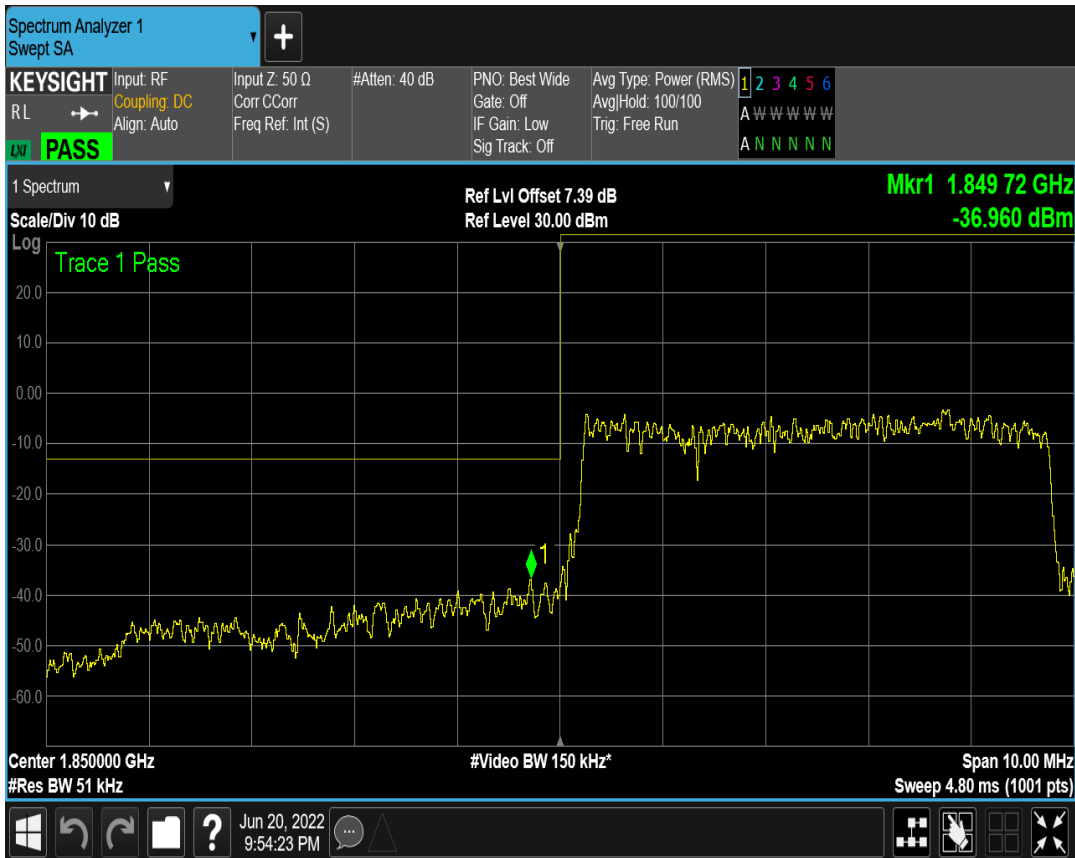 Spectrum Analyzer 1
Swept SA
+
KEYSIGHT
RL
LXI PASS
Input: RF
Coupling: DC
Align: Auto
Input Z: 50 Ω
Corr CCorr
Freq Ref: Int (S)
#Atten: 40 dB
PNO: Best Wide
Gate: Off
IF Gain: Low
Sig Track: Off
Avg Type: Power (RMS)
Avg|Hold: 100/100
Trig: Free Run
1 2 3 4 5 6
A W W W W W
A N N N N N
1 Spectrum
Scale/Div 10 dB
Ref Lvl Offset 7.39 dB
Ref Level 30.00 dBm
Mkr1 1.849 72 GHz
-36.960 dBm
Log
Trace 1 Pass
20.0
10.0
0.00
-10.0
-20.0
-30.0
-40.0
-50.0
-60.0
1
Center 1.850000 GHz
#Video BW 150 kHz*
Span 10.00 MHz
#Res BW 51 kHz
Sweep 4.80 ms (1001 pts)
?
Jun 20, 2022
9:54:23 PM